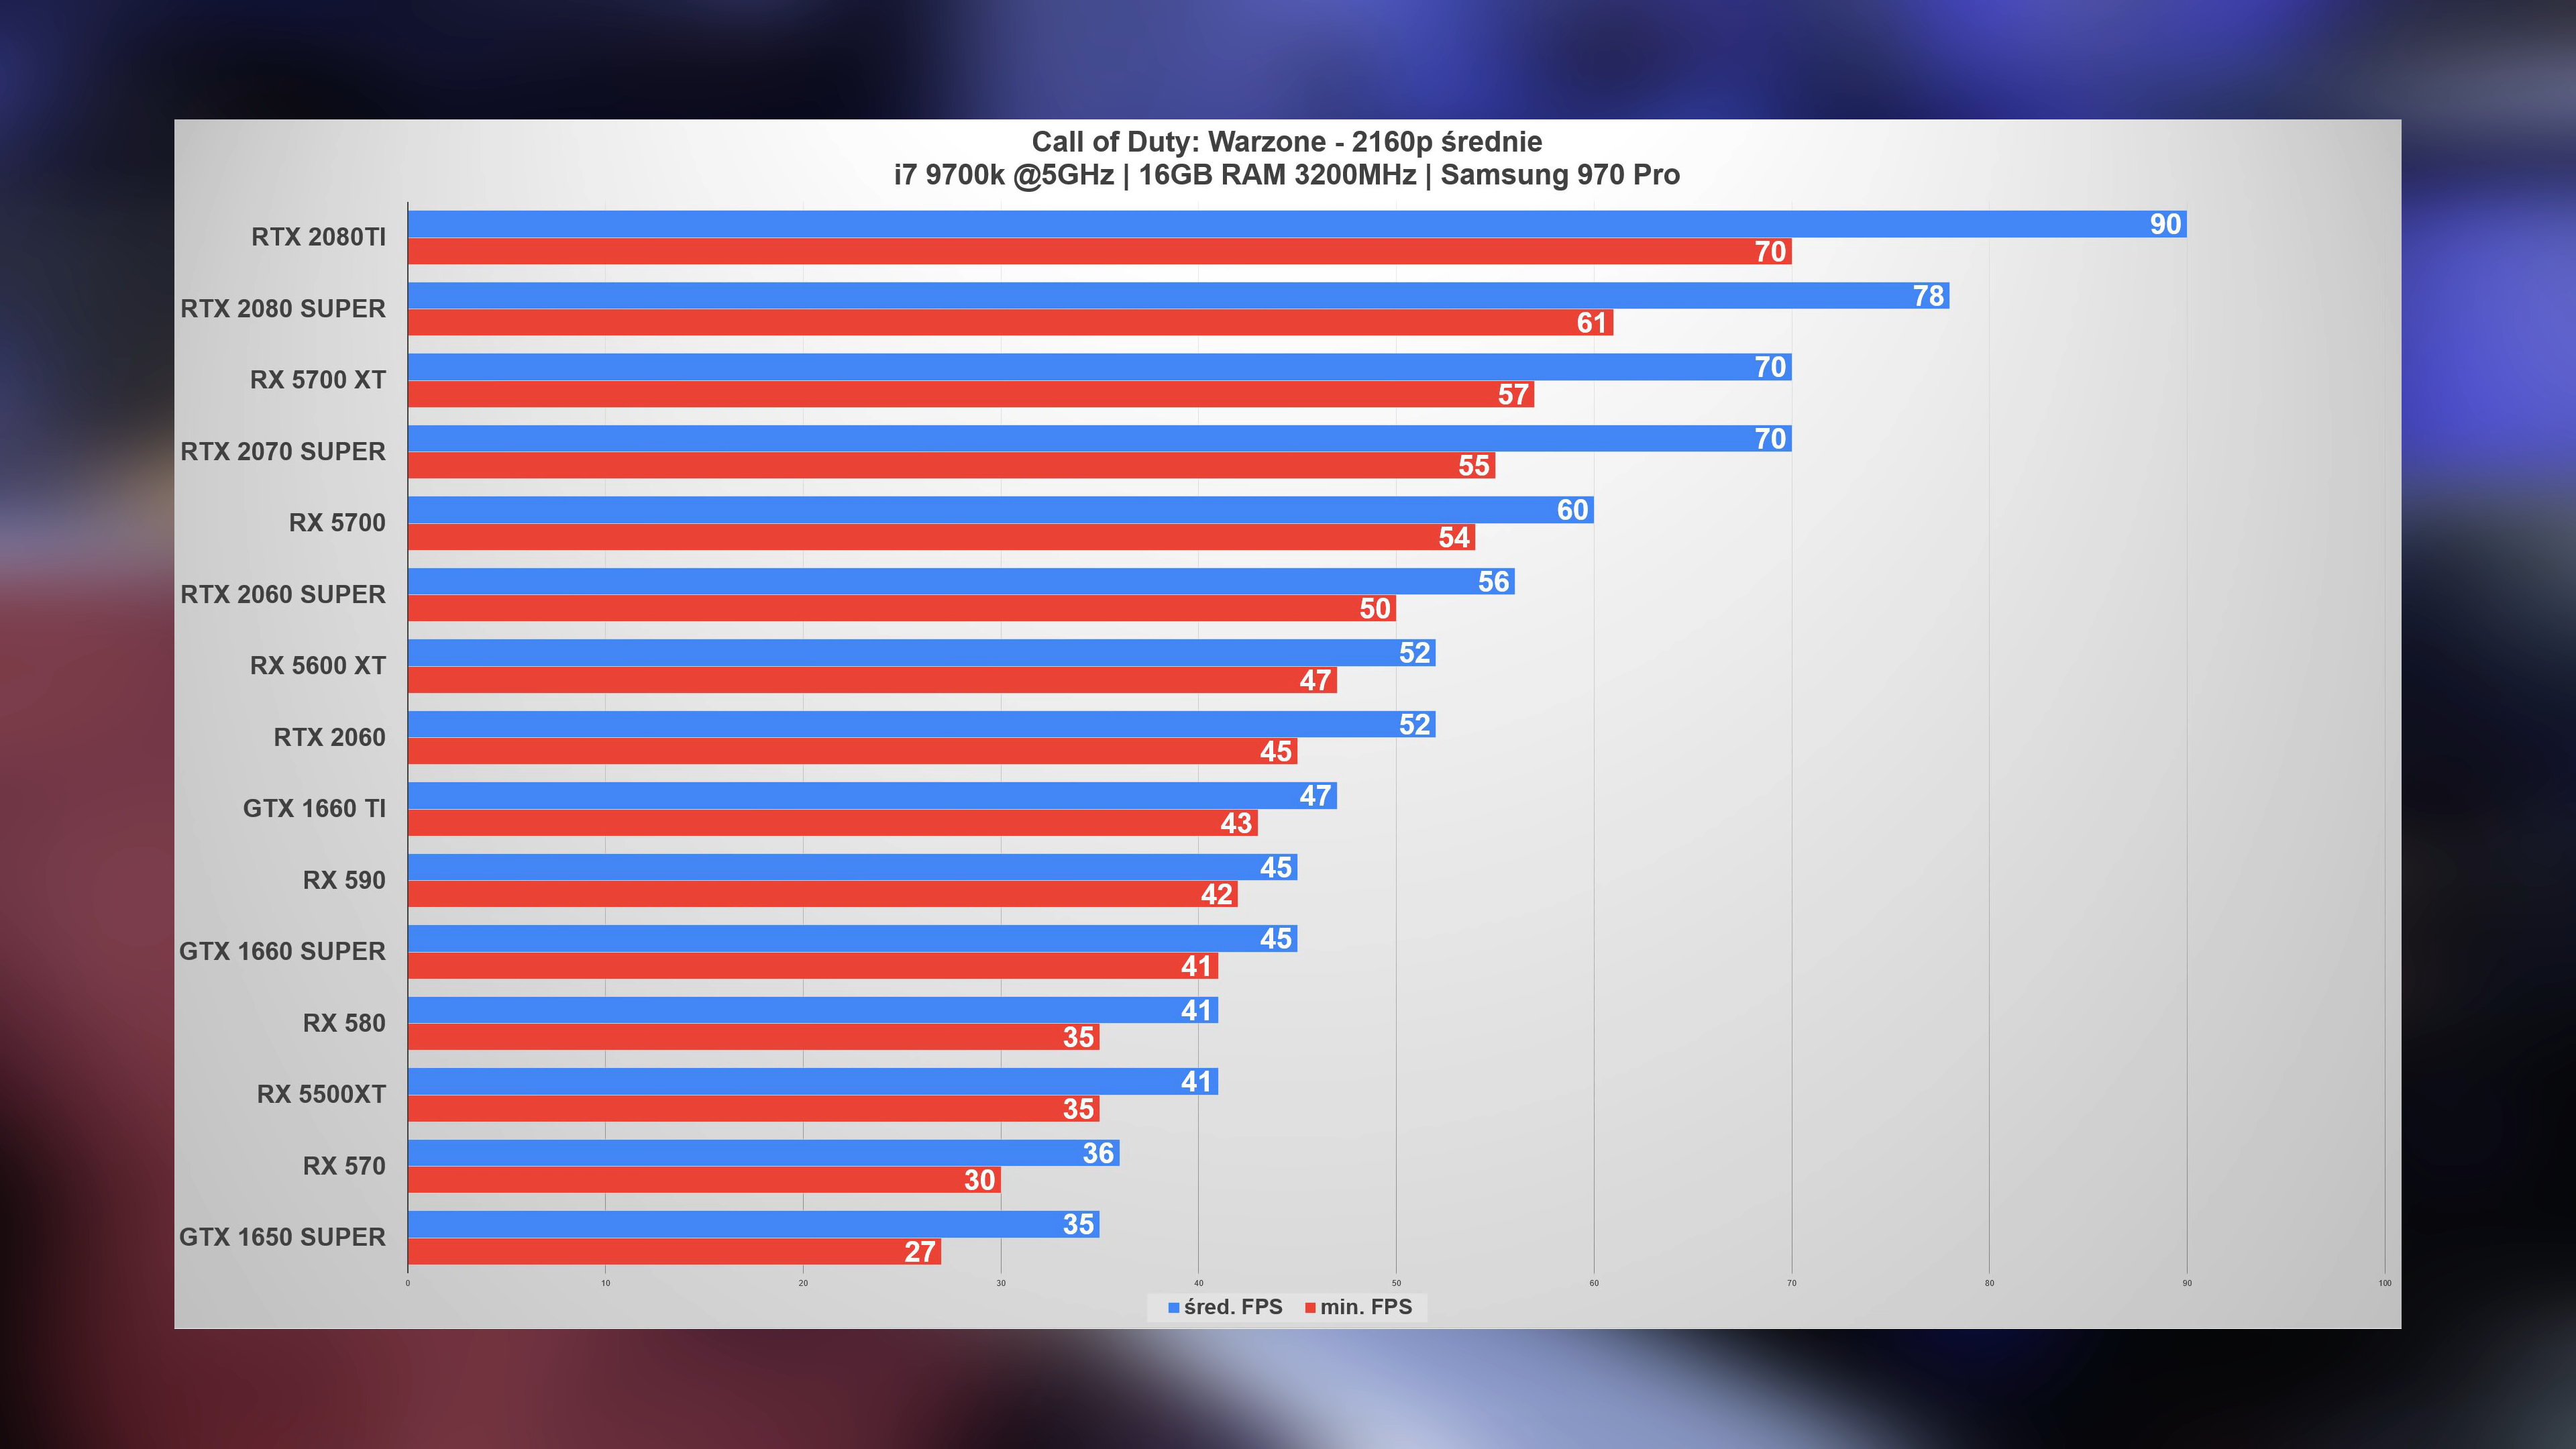 Call of Duty: Warzone - 2160p średnie
i7 9700k @5GHz | 16GB RAM 3200MHz | Samsung 970 Pro
RTX 2080TI
90
70
RTX 2080 SUPER
78
61
RX 5700 XT
70
57
RTX 2070 SUPER
70
55
RX 5700
60
54
RTX 2060 SUPER
56
50
RX 5600 XT
52
47
RTX 2060
52
45
GTX 1660 TI
47
43
RX 590
45
42
GTX 1660 SUPER
45
41
RX 580
41
35
RX 5500XT
41
35
RX 570
36
30
GTX 1650 SUPER
35
27
0 10 20 30 40 50 60 70 80 90 100
śred. FPS min. FPS